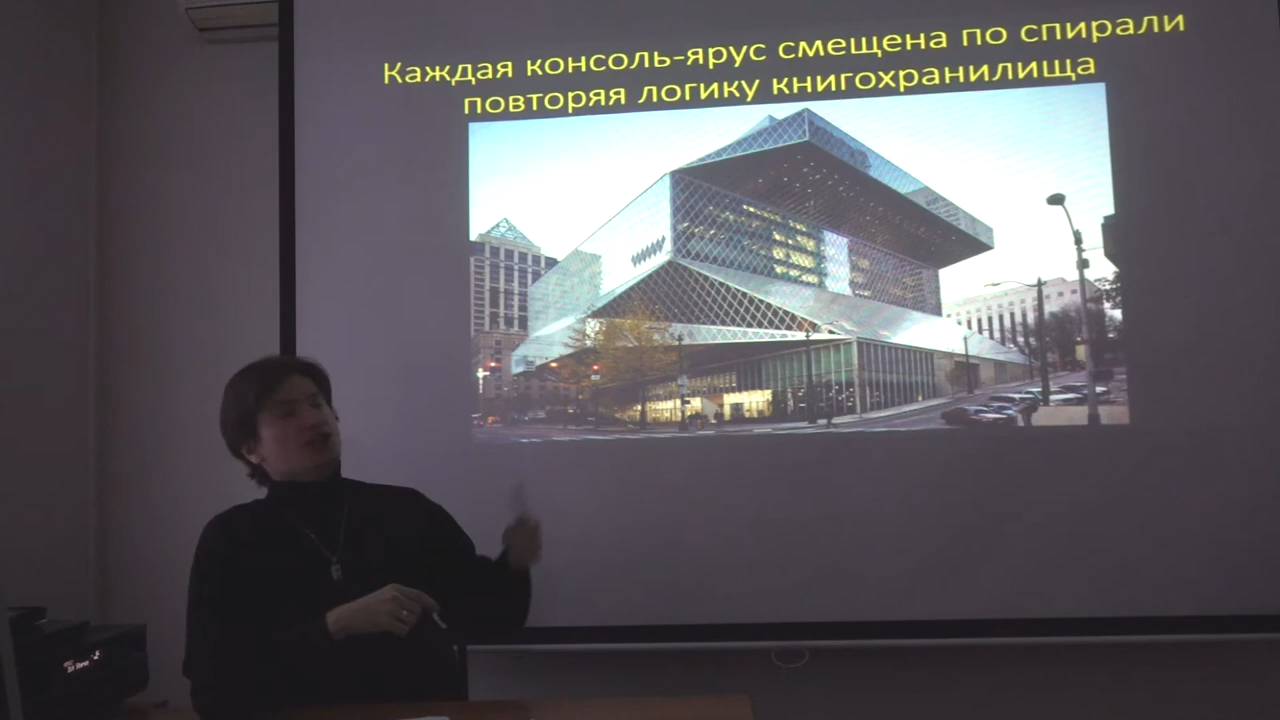 Каждая консоль-ярус смещена по спирали
повторяя логику книгохранилища